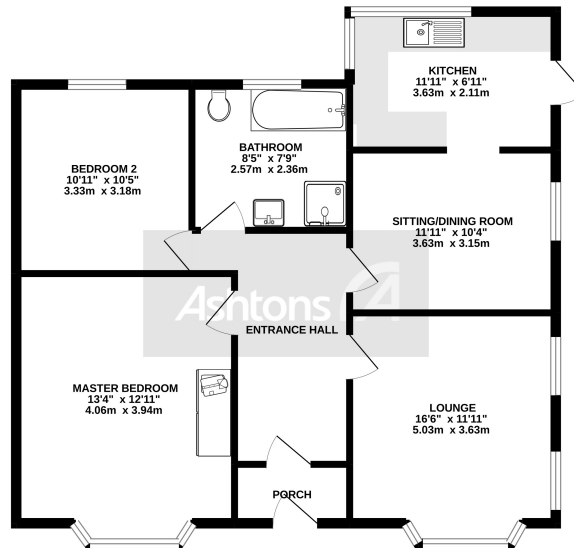 KITCHEN
11'11" x 6'11"
3.63m x 2.11m
BATHROOM
8'5" x 7'9"
2.57m x 2.36m
BEDROOM 2
10'11" x 10'5"
3.33m x 3.18m
SITTING/DINING ROOM
11'11" x 10'4"
3.63m x 3.15m
Ashtons
ENTRANCE HALL
MASTER BEDROOM
13'4" x 12'11"
4.06m x 3.94m
LOUNGE
16'6" x 11'11"
5.03m x 3.63m
PORCH